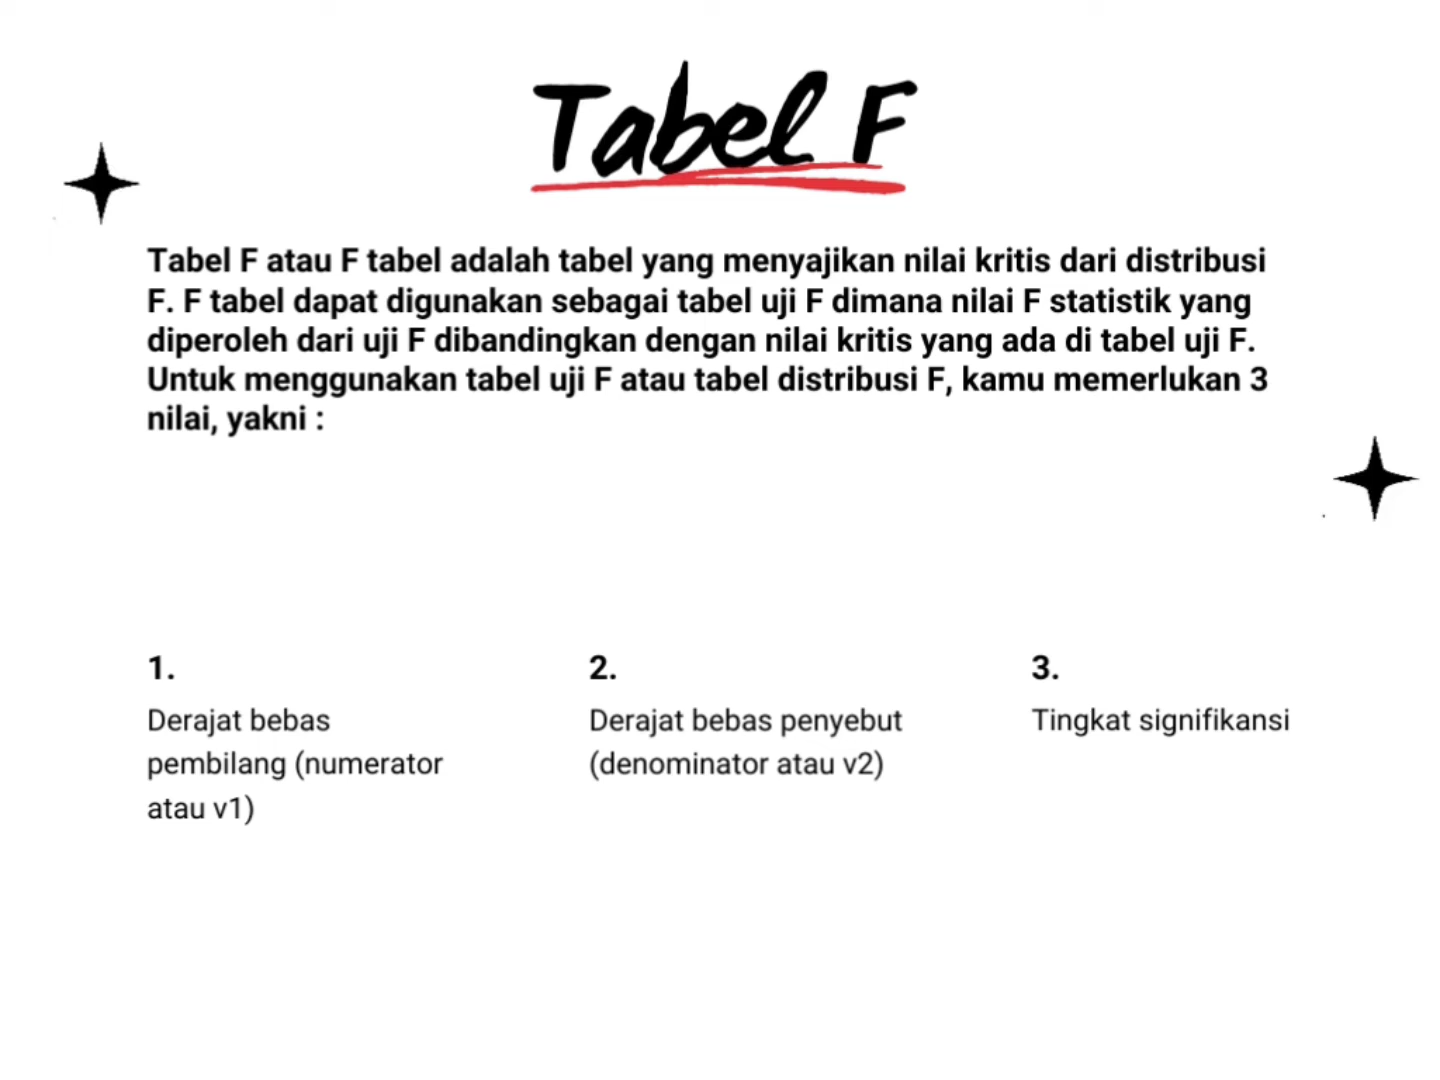 Tabel F
Tabel F atau F tabel adalah tabel yang menyajikan nilai kritis dari distribusi
F. F tabel dapat digunakan sebagai tabel uji F dimana nilai F statistik yang
diperoleh dari uji F dibandingkan dengan nilai kritis yang ada di tabel uji F.
Untuk menggunakan tabel uji F atau tabel distribusi F, kamu memerlukan 3
nilai, yakni :
1.
Derajat bebas
pembilang (numerator
atau v1)
2.
Derajat bebas penyebut
(denominator atau v2)
3.
Tingkat signifikansi